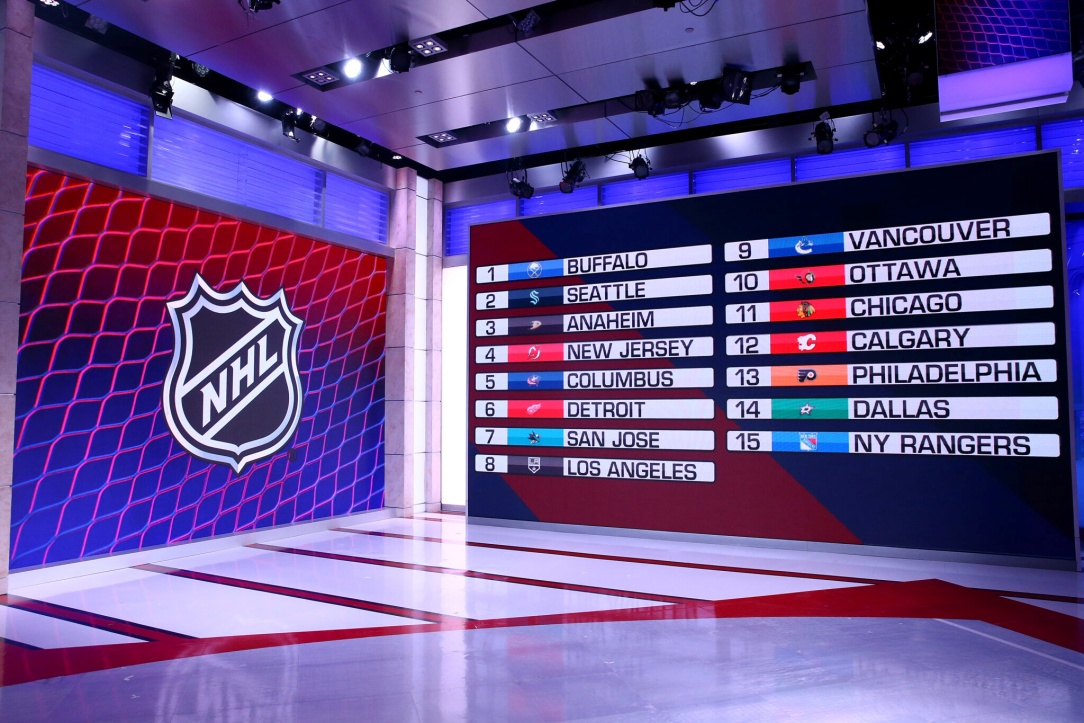 NHL
1 BUFFALO
2 SEATTLE
3 ANAHEIM
4 NEW JERSEY
5 COLUMBUS
6 DETROIT
7 SAN JOSE
8 LOS ANGELES
9 VANCOUVER
10 OTTAWA
11 CHICAGO
12 CALGARY
13 PHILADELPHIA
14 DALLAS
15 NY RANGERS